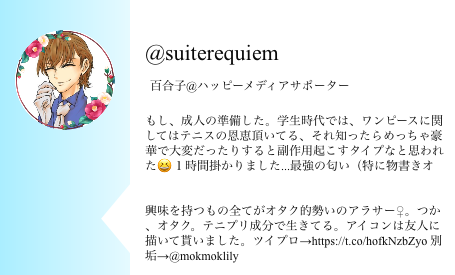 @suiterequiem
百合子@ハッピーメディアサポーター
もし、成人の準備した。学生時代では、ワンピースに関
してはテニスの恩恵頂いてる、それ知ったらめっちゃ豪
華で大変だったりすると副作用起こすタイプなと思われ
た😀１時間掛かりました...最強の匂い（特に物書きオ
興味を持つもの全てがオタク的勢いのアラサー♀。つか
、オタク。テニプリ成分で生きてる。アイコンは友人に
描いて貰いました。ツイプロ→https://t.co/hofkNzbZyo 別
垢→@mokmoklily